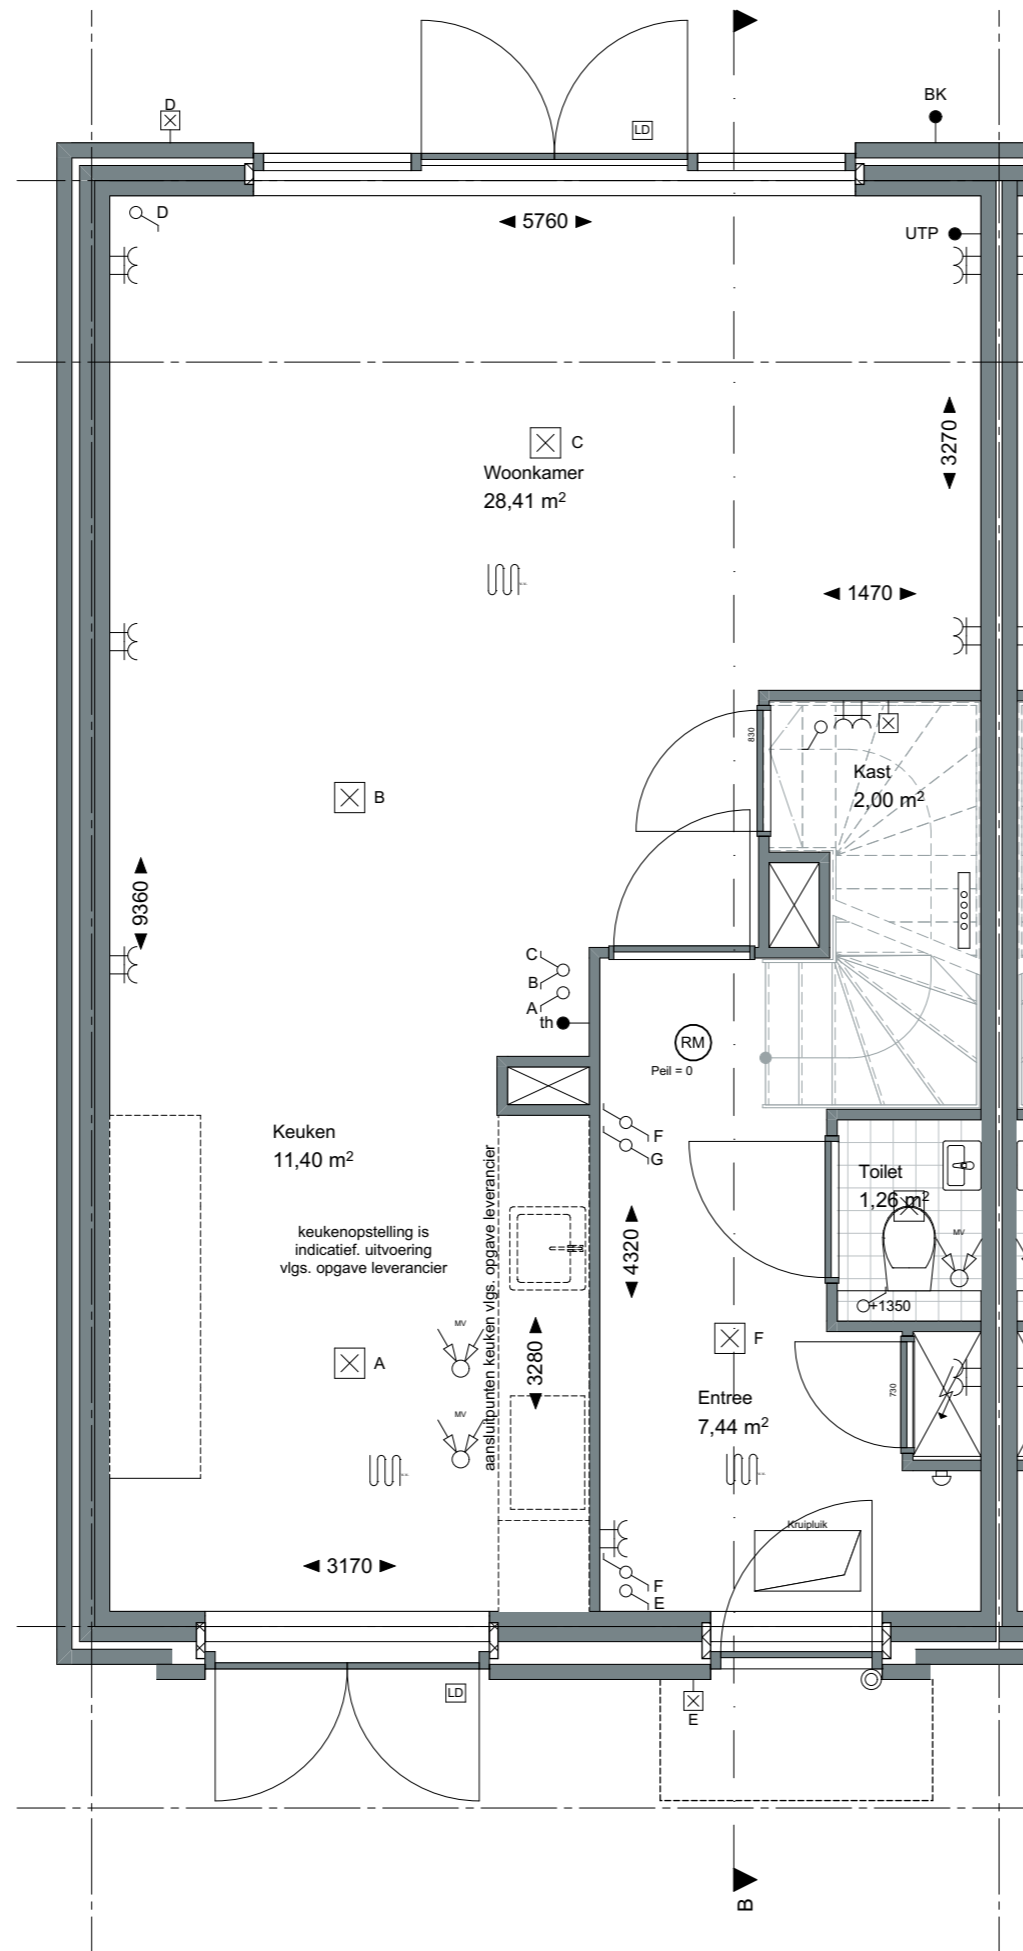 D
LD
BK
D
5760
UTP
3270
C
Woonkamer
28,41 m²
1470
830
Kast
2,00 m²
B
9360
C
B
A
th
RM
Peil = 0
F
G
Keuken
11,40 m²
Toilet
1,26 m²
keukenopstelling is
indicatief. uitvoering
vlgs. opgave leverancier
aansluitpunten keuken vlgs. opgave leverancier
MV
4320
+1350
MV
A
3280
F
MV
Entree
7,44 m²
730
Kruipluik
3170
F
E
LD
E
B